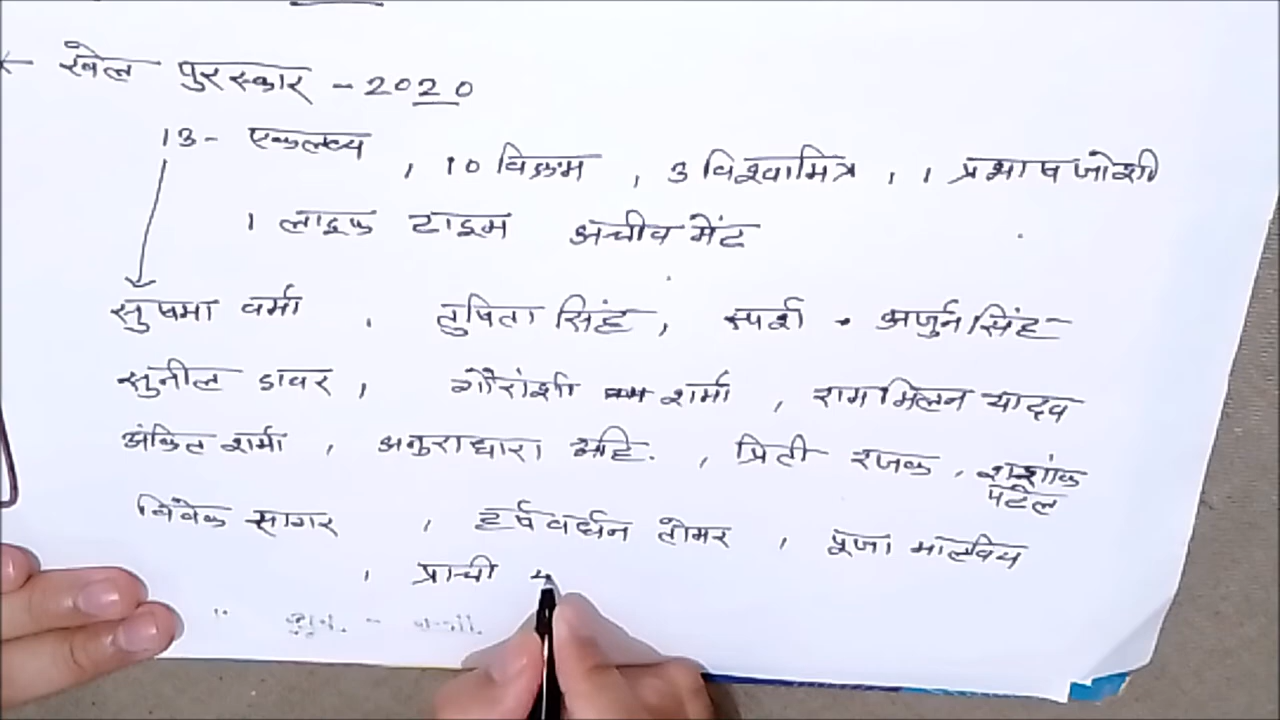 खेल पुरस्कार - 2020
13- एकलव्य , 10 विक्रम , 3 विश्वामित्र , 1 प्रभाष जोशी
1 लाइफ टाइम अचीवमेंट
सुषमा वर्मा , तुषिता सिंह , स्पर्श . अर्जुन सिंह
सुनील डावर , गौरांशी शर्मा , राममिलन यादव
अंकित शर्मा , अनुराधारा अहि. , प्रिती रजक , शशांक
पटेल
विवेक सागर , हर्षवर्धन तोमर , पूजा मालविय
, प्राची